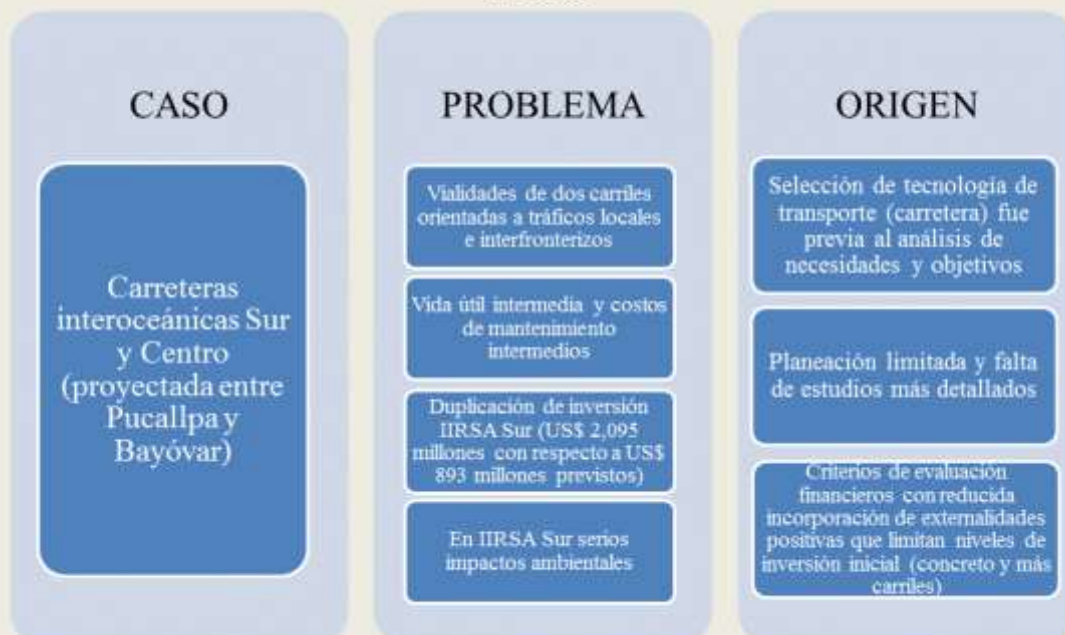 CASO
Carreteras
interoceánicas Sur
y Centro
(proyectada entre
Pucallpa y
Bayóvar)
PROBLEMA
Vialidades de dos carriles
orientadas a tráficos locales
e interfronterizos
Vida útil intermedia y costos
de mantenimiento
intermedios
Duplicación de inversión
IIRSA Sur (US$ 2,095
millones con respecto a US$
893 millones previstos)
En IIRSA Sur serios
impactos ambientales
ORIGEN
Selección de tecnología de
transporte (carretera) fue
previa al análisis de
necesidades y objetivos
Planeación limitada y falta
de estudios más detallados
Criterios de evaluación
financieros con reducida
incorporación de externalidades
positivas que limitan niveles de
inversión inicial (concreto y más
carriles)